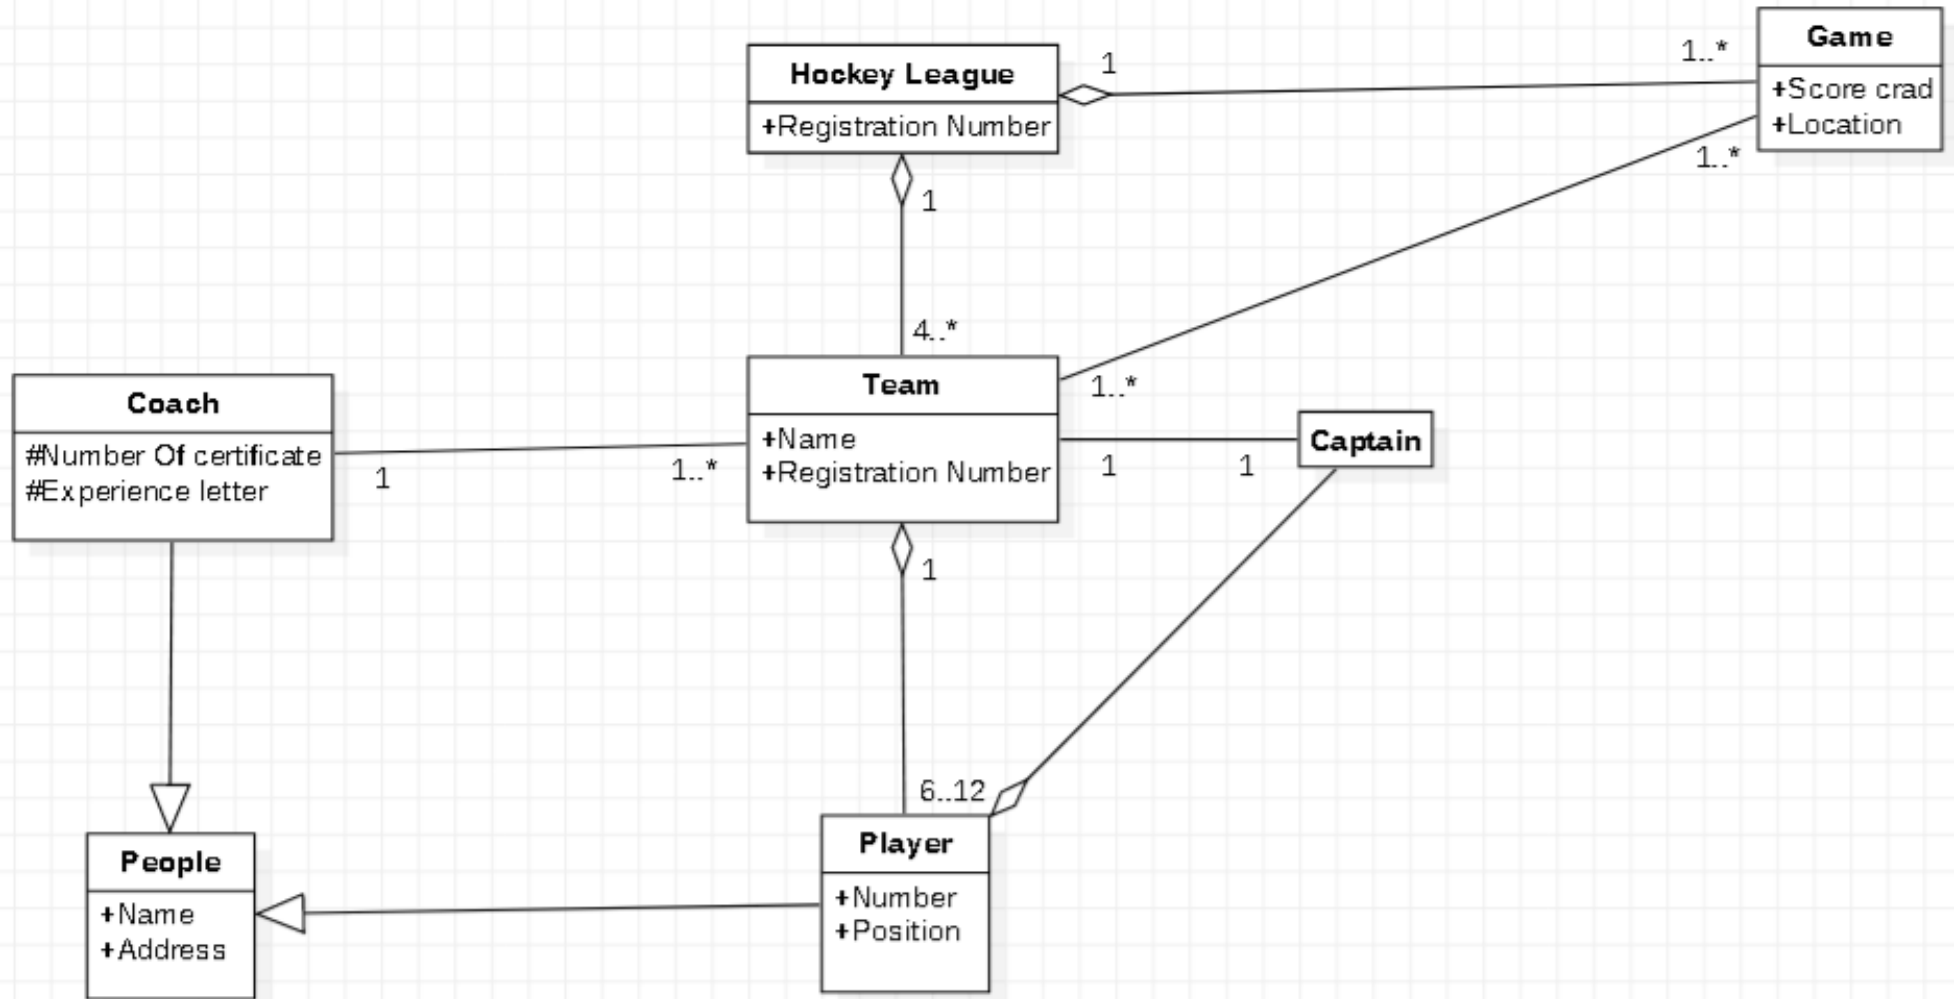 Game
+Score crad
+Location
Hockey League
+Registration Number
1
1..*
1..*
1
4..*
Team
+Name
+Registration Number
1..*
Coach
#Number Of certificate
#Experience letter
1
1..*
1
1
Captain
1
6..12
Player
+Number
+Position
People
+Name
+Address